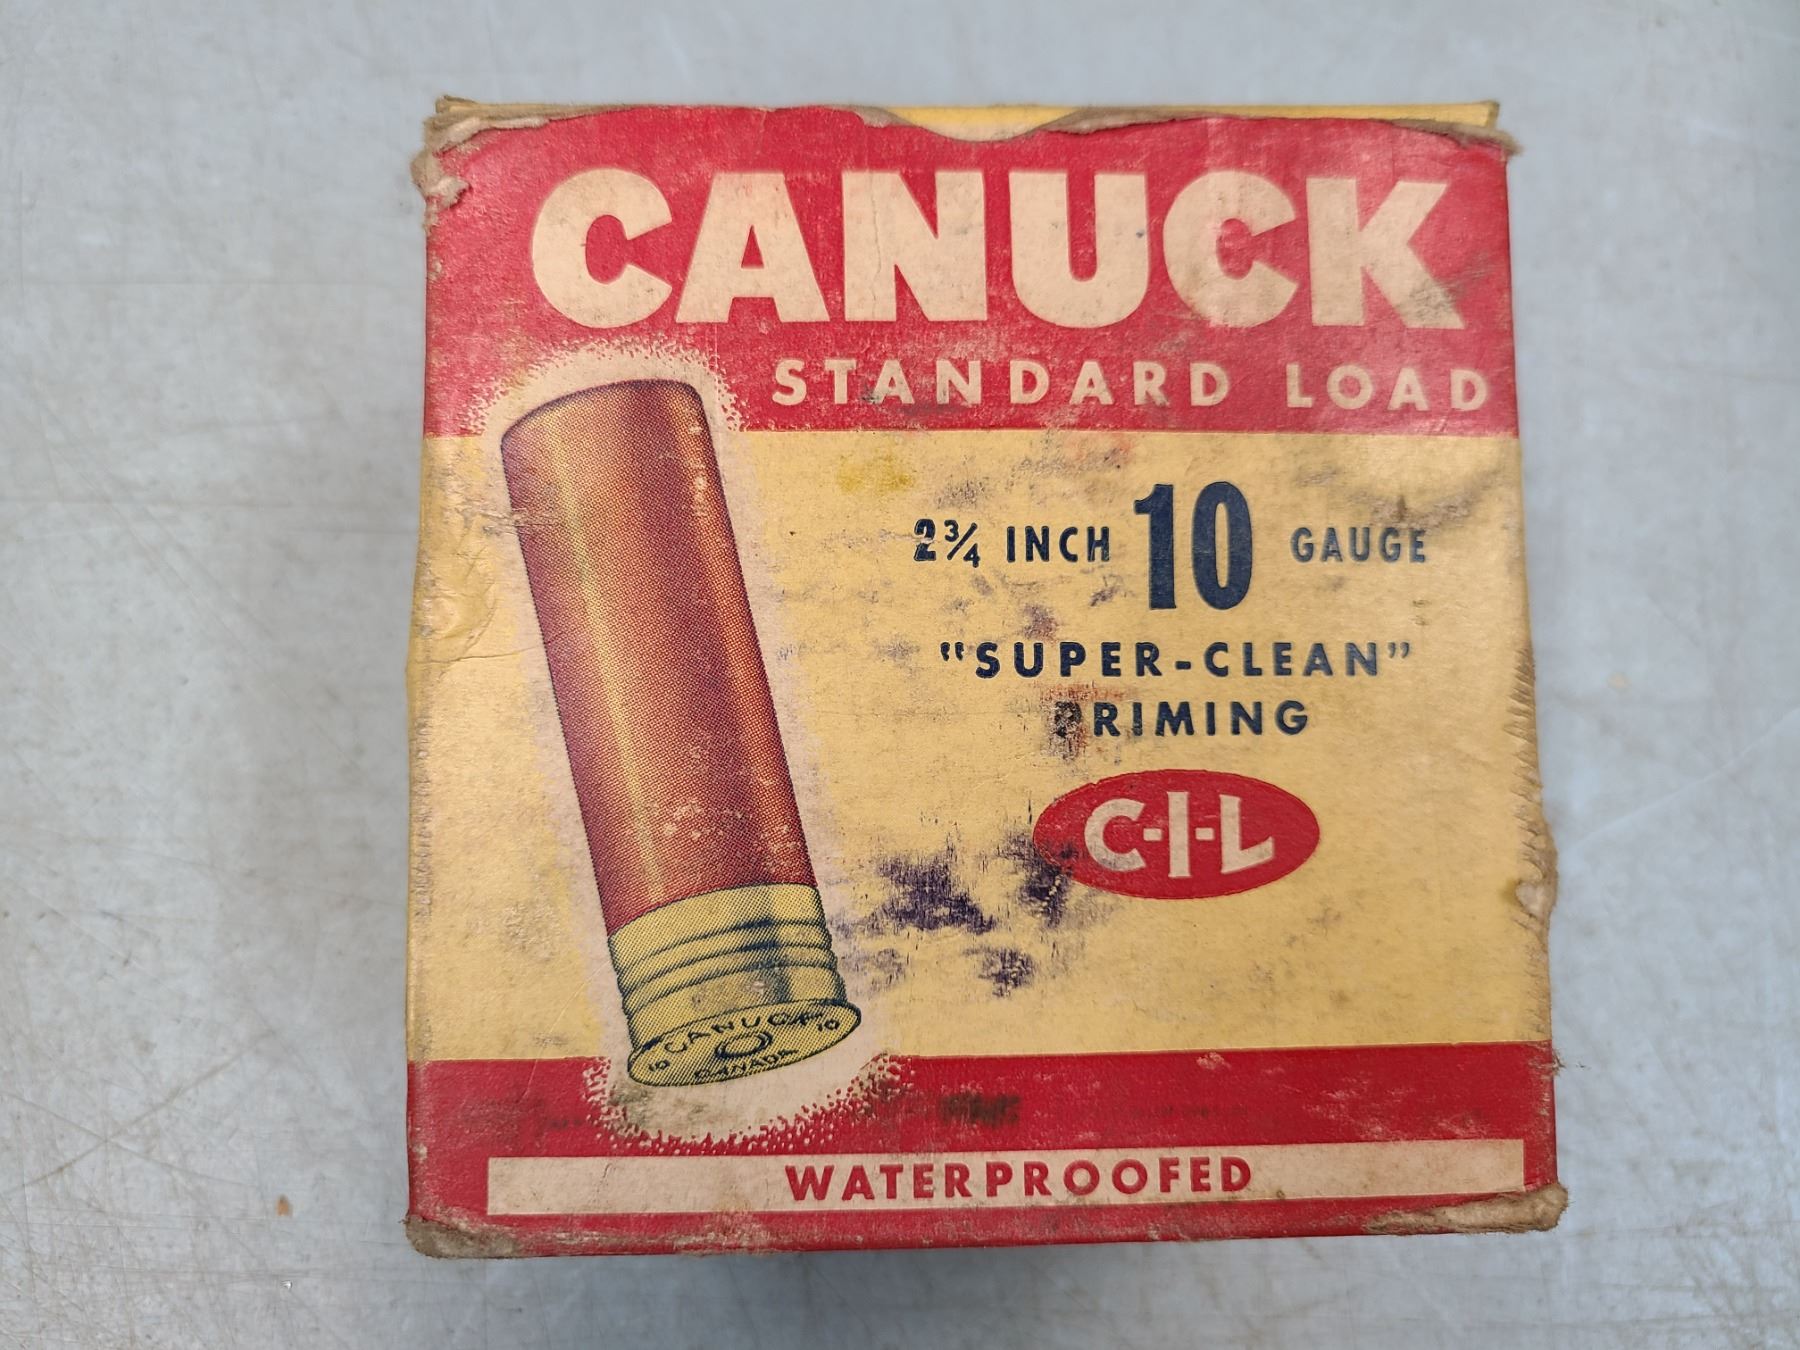 CANUCK
STANDARD LOAD
2¾ INCH 10 GAUGE
"SUPER-CLEAN"
PRIMING
C-I-L
10 CANUCK 10
CANADA
WATERPROOFED